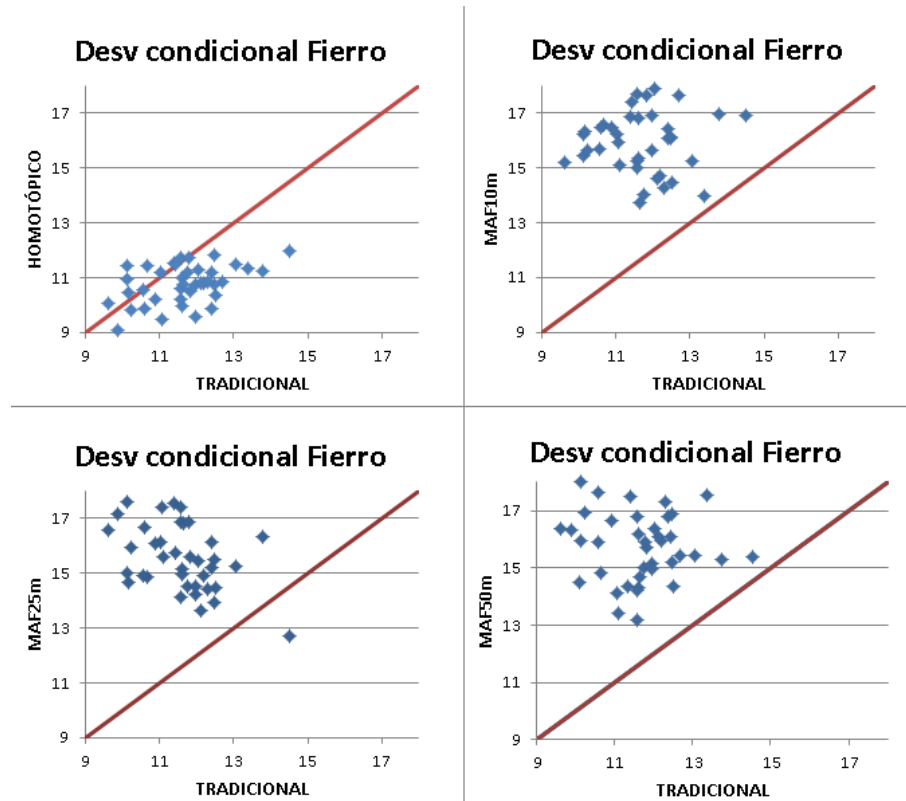 Desv condicional Fierro
HOMOTÓPICO
17
15
13
11
9
9 11 13 15 17
TRADICIONAL
Desv condicional Fierro
MAF10m
17
15
13
11
9
9 11 13 15 17
TRADICIONAL
Desv condicional Fierro
MAF25m
17
15
13
11
9
9 11 13 15 17
TRADICIONAL
Desv condicional Fierro
MAF50m
17
15
13
11
9
9 11 13 15 17
TRADICIONAL